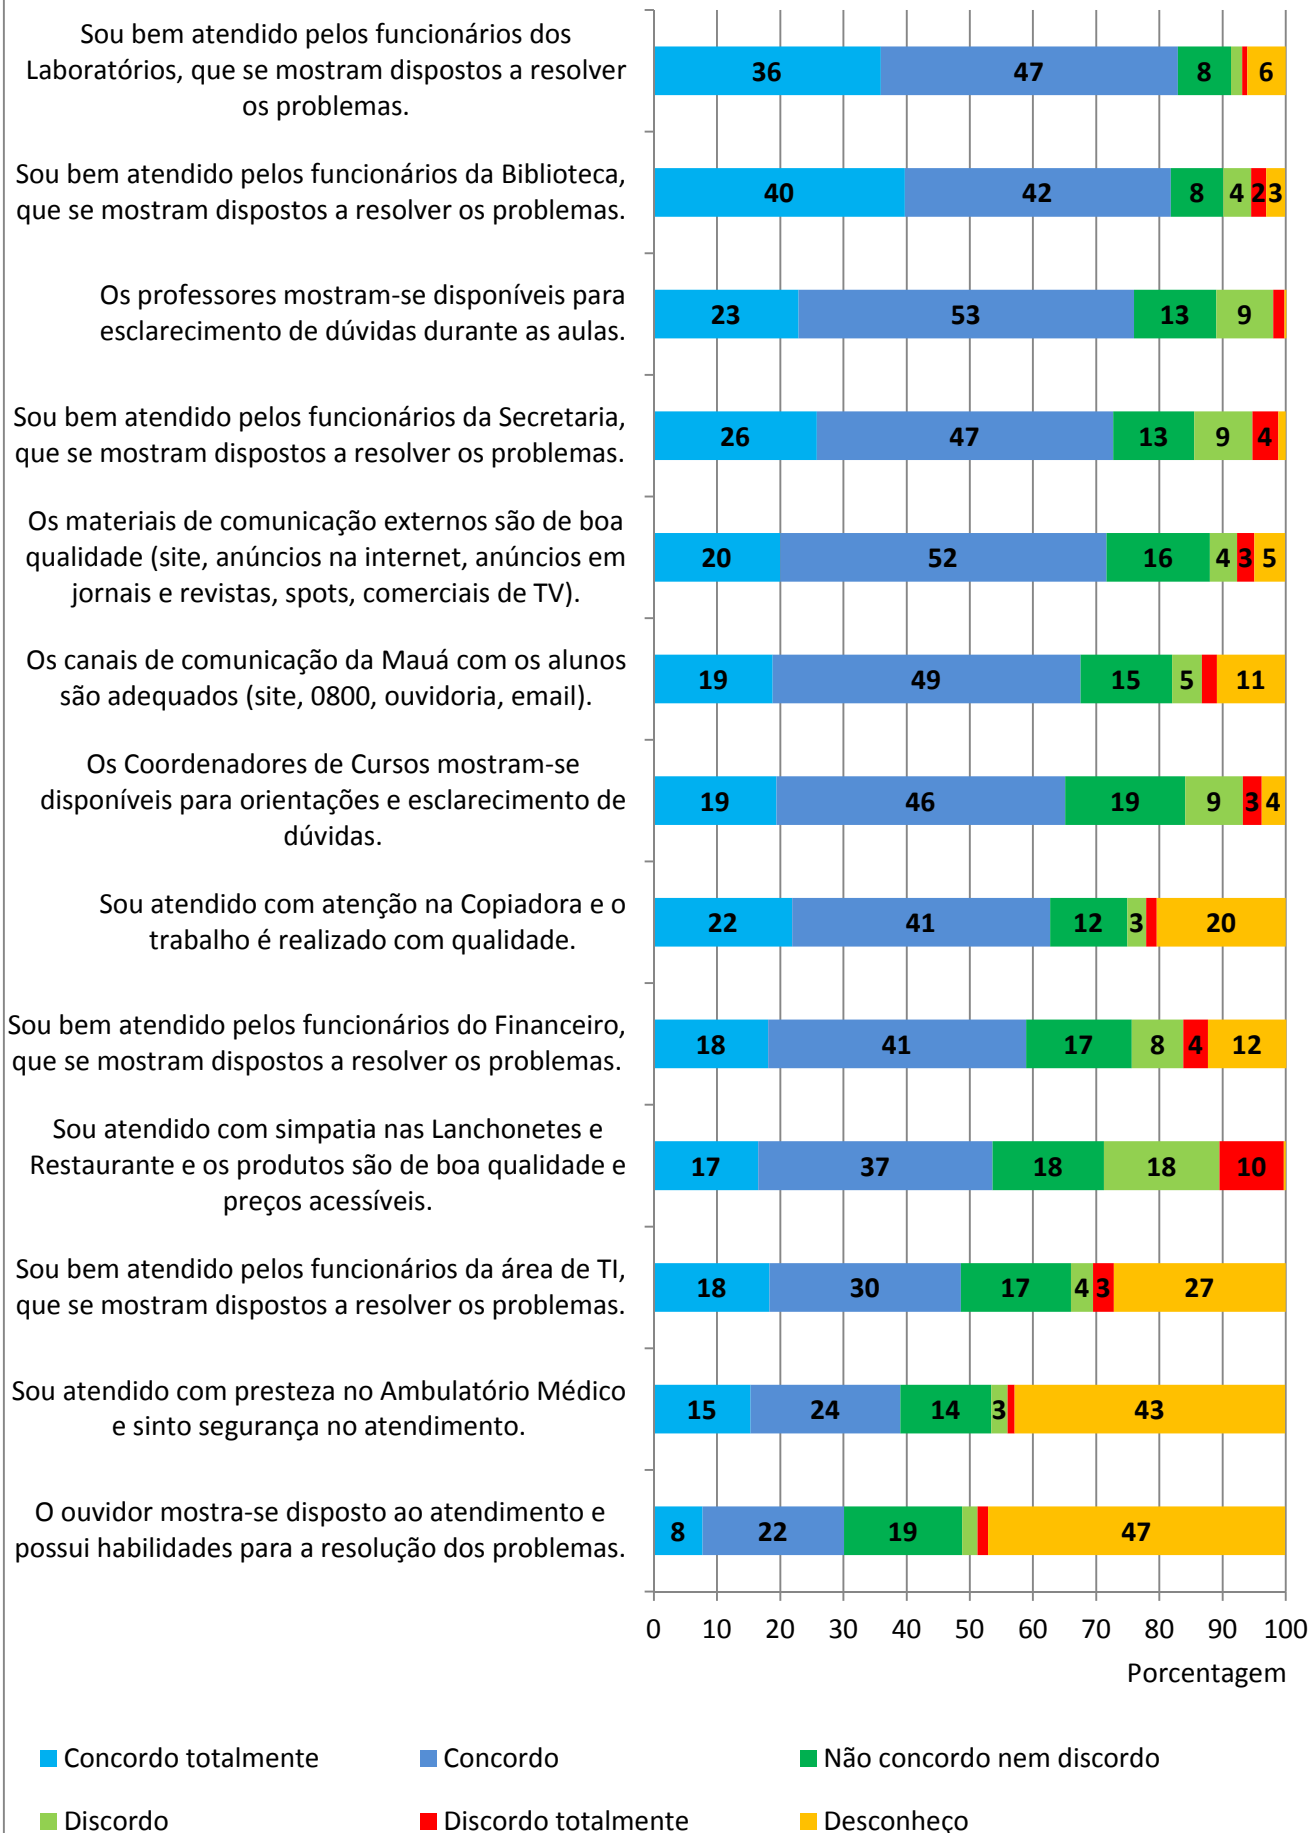 Sou bem atendido pelos funcionários dos
Laboratórios, que se mostram dispostos a resolver
os problemas.
36 47 8 6
Sou bem atendido pelos funcionários da Biblioteca,
que se mostram dispostos a resolver os problemas.
40 42 8 4 2 3
Os professores mostram-se disponíveis para
esclarecimento de dúvidas durante as aulas.
23 53 13 9
Sou bem atendido pelos funcionários da Secretaria,
que se mostram dispostos a resolver os problemas.
26 47 13 9 4
Os materiais de comunicação externos são de boa
qualidade (site, anúncios na internet, anúncios em
jornais e revistas, spots, comerciais de TV).
20 52 16 4 3 5
Os canais de comunicação da Mauá com os alunos
são adequados (site, 0800, ouvidoria, email).
19 49 15 5 11
Os Coordenadores de Cursos mostram-se
disponíveis para orientações e esclarecimento de
dúvidas.
19 46 19 9 3 4
Sou atendido com atenção na Copiadora e o
trabalho é realizado com qualidade.
22 41 12 3 20
Sou bem atendido pelos funcionários do Financeiro,
que se mostram dispostos a resolver os problemas.
18 41 17 8 4 12
Sou atendido com simpatia nas Lanchonetes e
Restaurante e os produtos são de boa qualidade e
preços acessíveis.
17 37 18 18 10
Sou bem atendido pelos funcionários da área de TI,
que se mostram dispostos a resolver os problemas.
18 30 17 4 3 27
Sou atendido com presteza no Ambulatório Médico
e sinto segurança no atendimento.
15 24 14 3 43
O ouvidor mostra-se disposto ao atendimento e
possui habilidades para a resolução dos problemas.
8 22 19 47
0 10 20 30 40 50 60 70 80 90 100
Porcentagem
Concordo totalmente Concordo Não concordo nem discordo
Discordo Discordo totalmente Desconheço